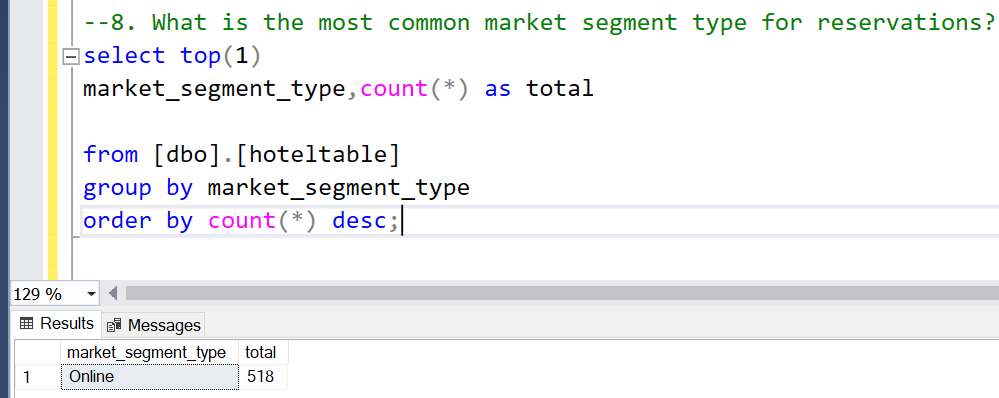 --8. What is the most common market segment type for reservations?
select top(1)
market_segment_type,count(*) as total
from [dbo].[hoteltable]
group by market_segment_type
order by count(*) desc;
129 %
Results Messages
market_segment_type total
1 Online 518